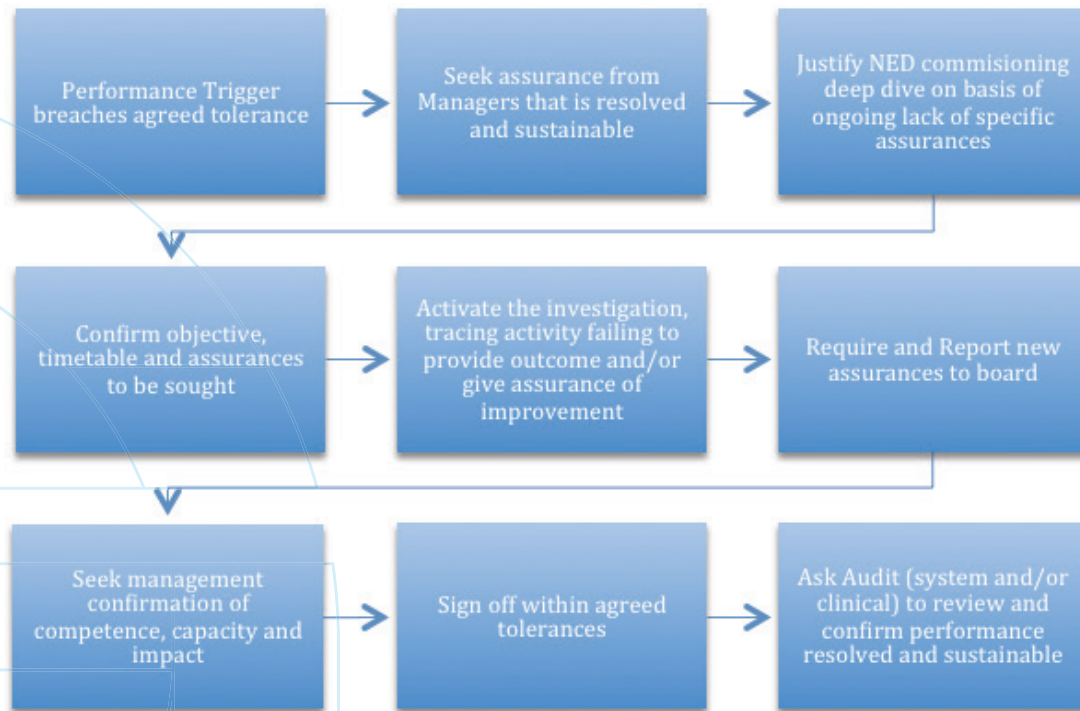 Performance Trigger
breaches agreed tolerance
Seek assurance from
Managers that is resolved
and sustainable
Justify NED commisioning
deep dive on basis of
ongoing lack of specific
assurances
Confirm objective,
timetable and assurances
to be sought
Activate the investigation,
tracing activity failing to
provide outcome and/or
give assurance of
improvement
Require and Report new
assurances to board
Seek management
confirmation of
competence, capacity and
impact
Sign off within agreed
tolerances
Ask Audit (system and/or
clinical) to review and
confirm performance
resolved and sustainable